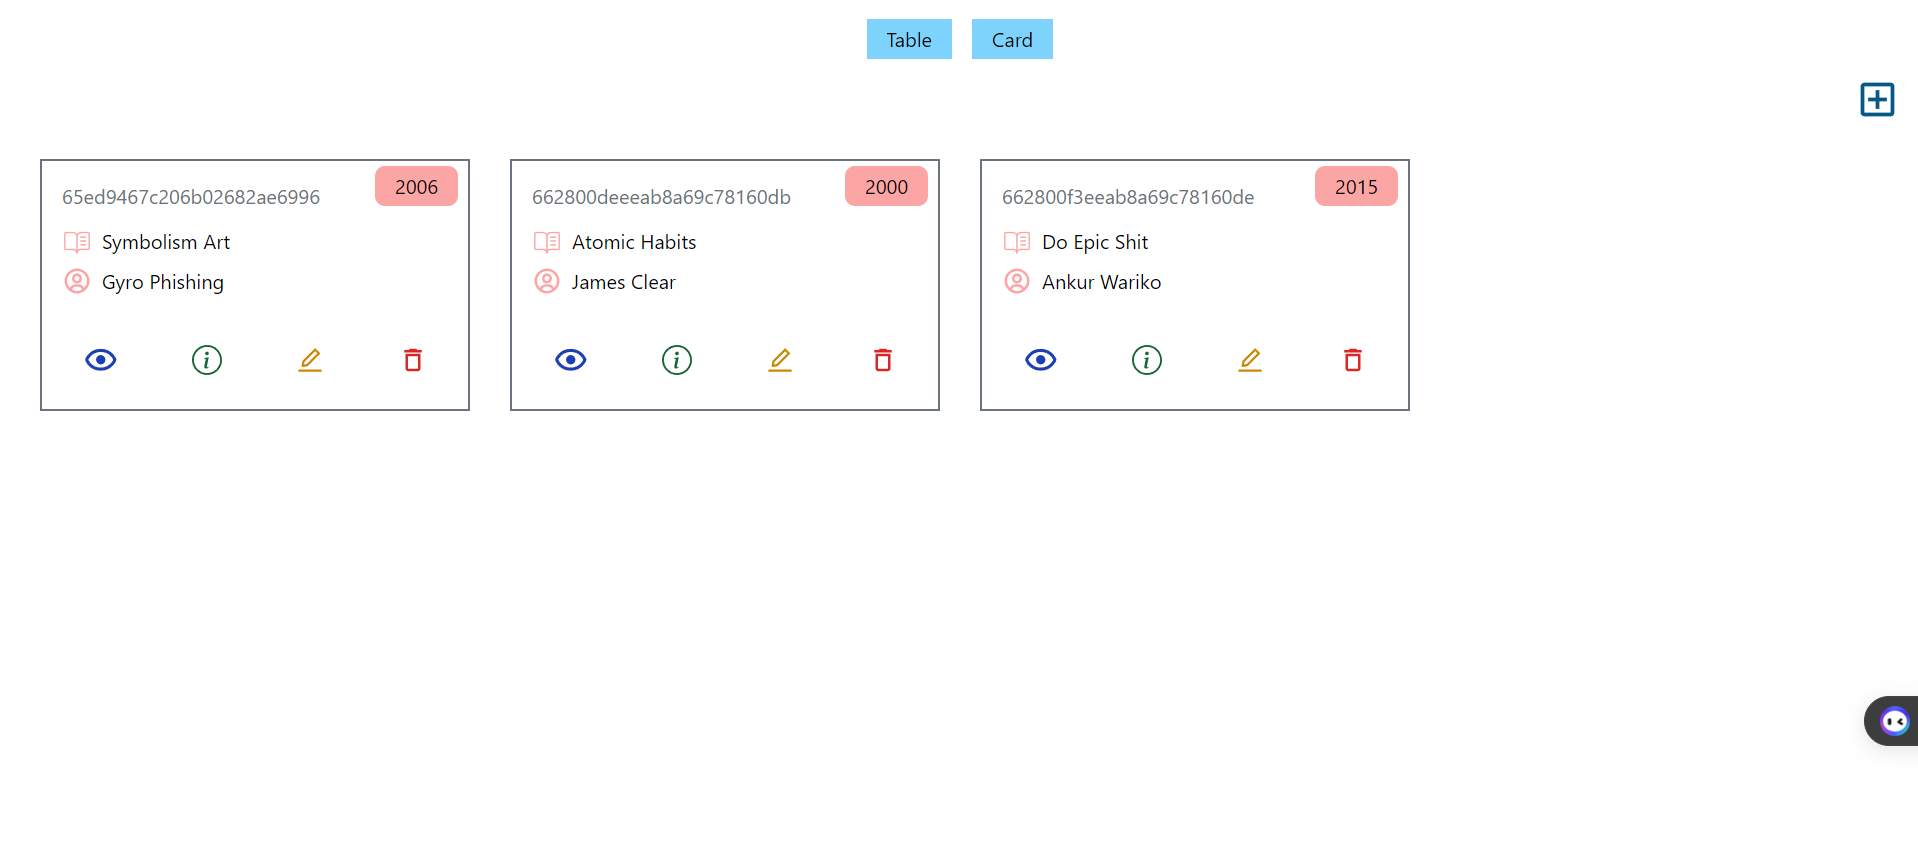 Table Card
65ed9467c206b02682ae6996 2006
Symbolism Art
Gyro Phishing
662800deeeab8a69c78160db 2000
Atomic Habits
James Clear
662800f3eeab8a69c78160de 2015
Do Epic Shit
Ankur Wariko